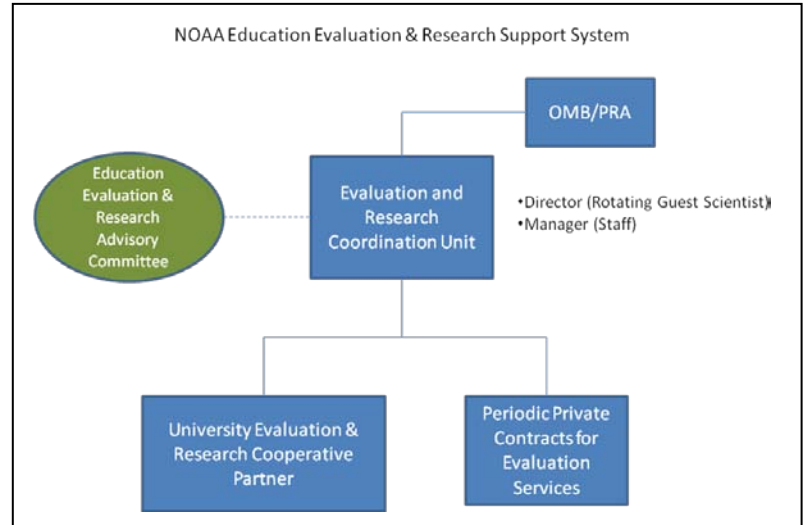 NOAA Education Evaluation & Research Support System
OMB/PRA
Education
Evaluation &
Research
Advisory
Committee
Evaluation and
Research
Coordination Unit
•Director (Rotating Guest Scientist)
•Manager (Staff)
University Evaluation &
Research Cooperative
Partner
Periodic Private
Contracts for
Evaluation
Services